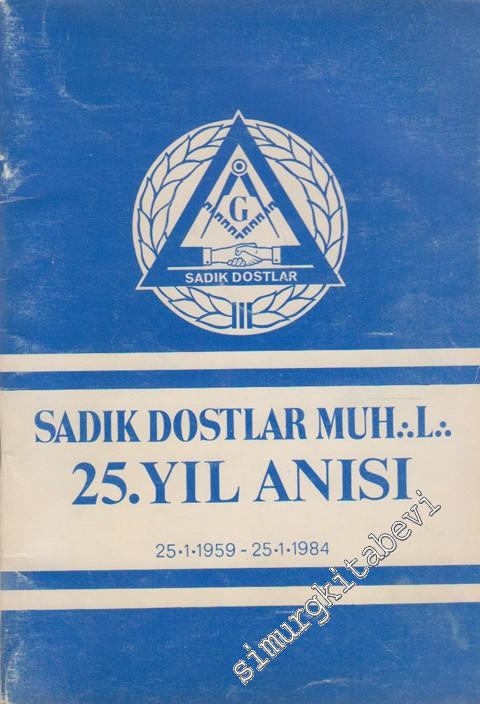 G
SADIK DOSTLAR
SADIK DOSTLAR MUH∴L∴
25.YIL ANISI
25·1·1959 - 25·1·1984
simurgkitabevi